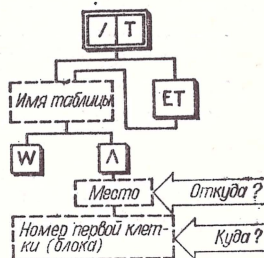 / T
Имя таблицы
ET
W Λ
Место
Откуда ?
Номер первой клет-
ки (блока)
Куда ?